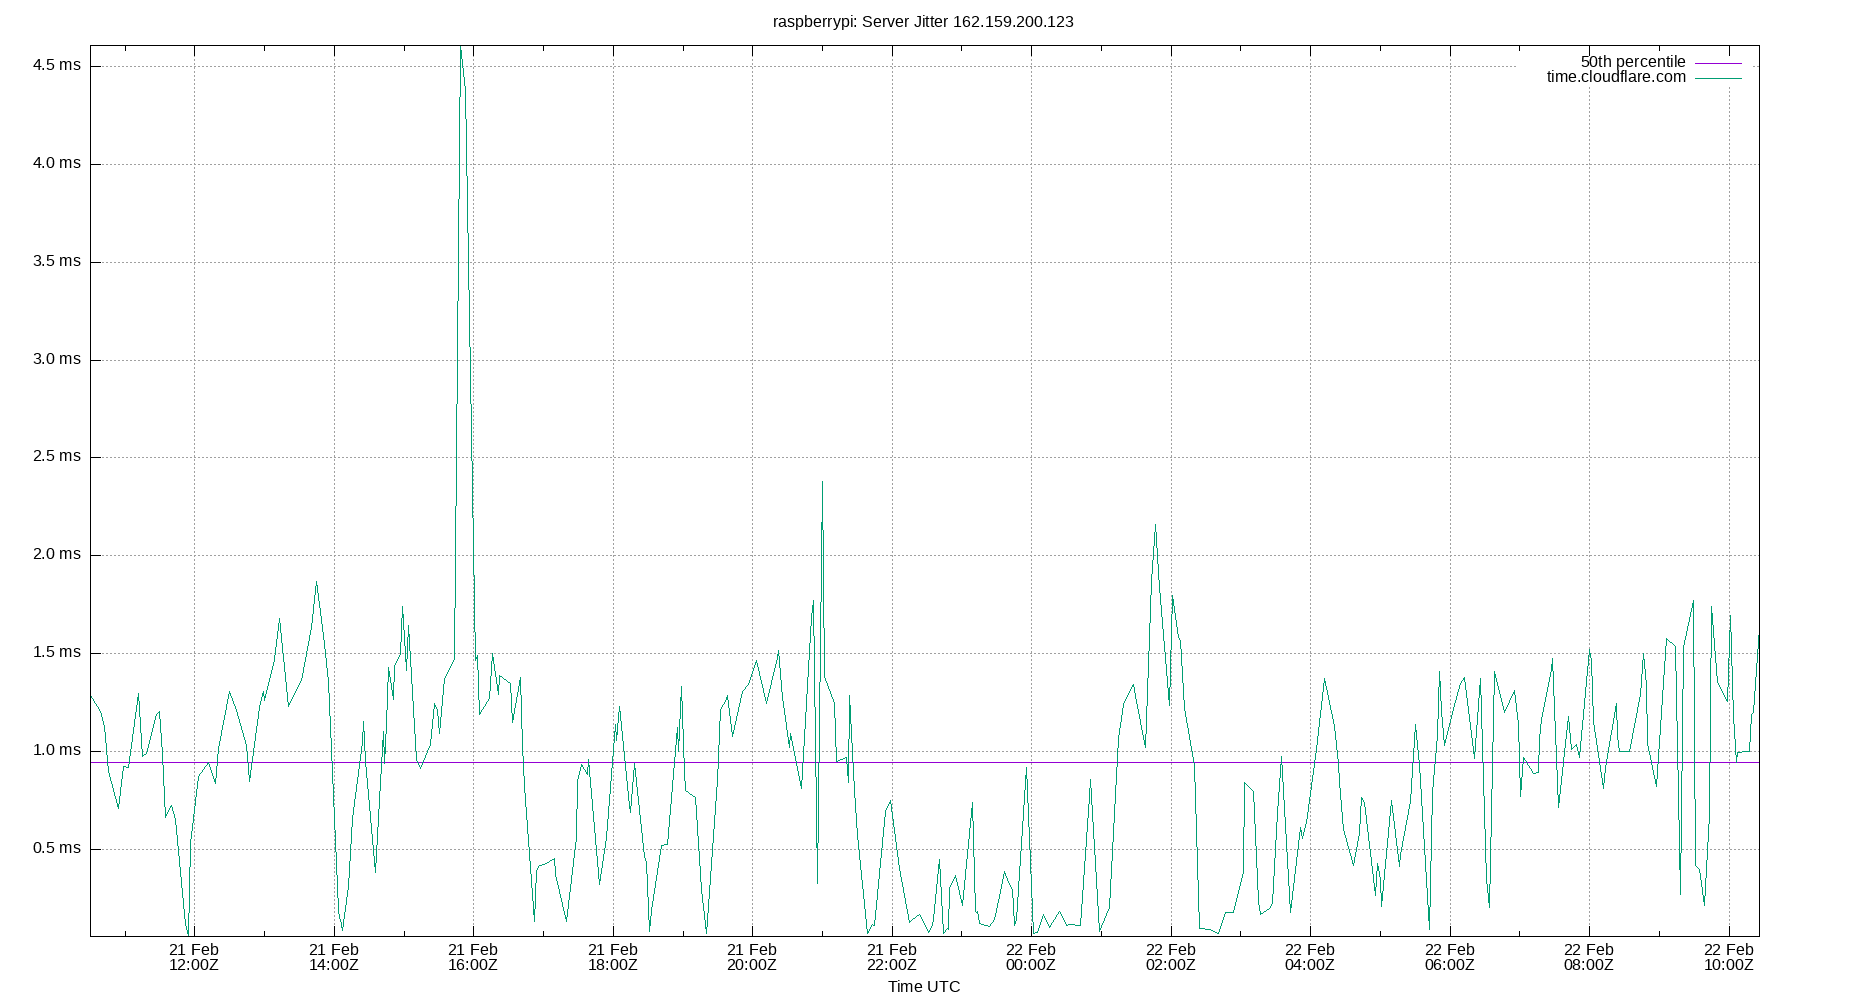 raspberrypi: Server Jitter 162.159.200.123
50th percentile
time.cloudflare.com
4.5 ms
4.0 ms
3.5 ms
3.0 ms
2.5 ms
2.0 ms
1.5 ms
1.0 ms
0.5 ms
21 Feb 21 Feb 21 Feb 21 Feb 21 Feb 21 Feb 22 Feb 22 Feb 22 Feb 22 Feb 22 Feb 22 Feb
12:00Z 14:00Z 16:00Z 18:00Z 20:00Z 22:00Z 00:00Z 02:00Z 04:00Z 06:00Z 08:00Z 10:00Z
Time UTC